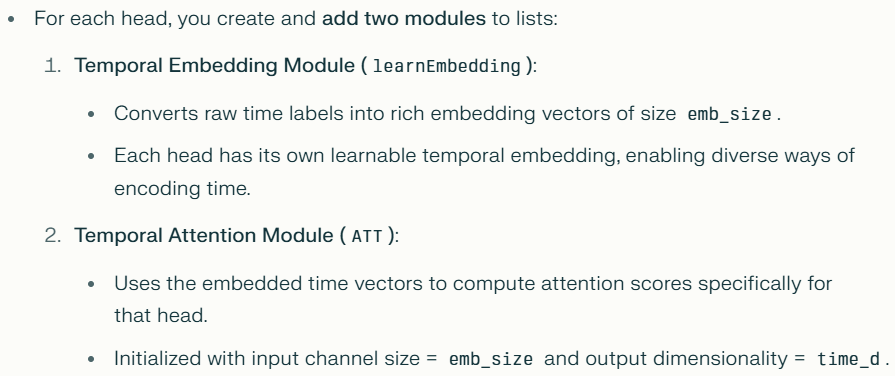 • For each head, you create and add two modules to lists:
1. Temporal Embedding Module ( learnEmbedding ):
• Converts raw time labels into rich embedding vectors of size emb_size .
• Each head has its own learnable temporal embedding, enabling diverse ways of
encoding time.
2. Temporal Attention Module ( ATT ):
• Uses the embedded time vectors to compute attention scores specifically for
that head.
• Initialized with input channel size = emb_size and output dimensionality = time_d .